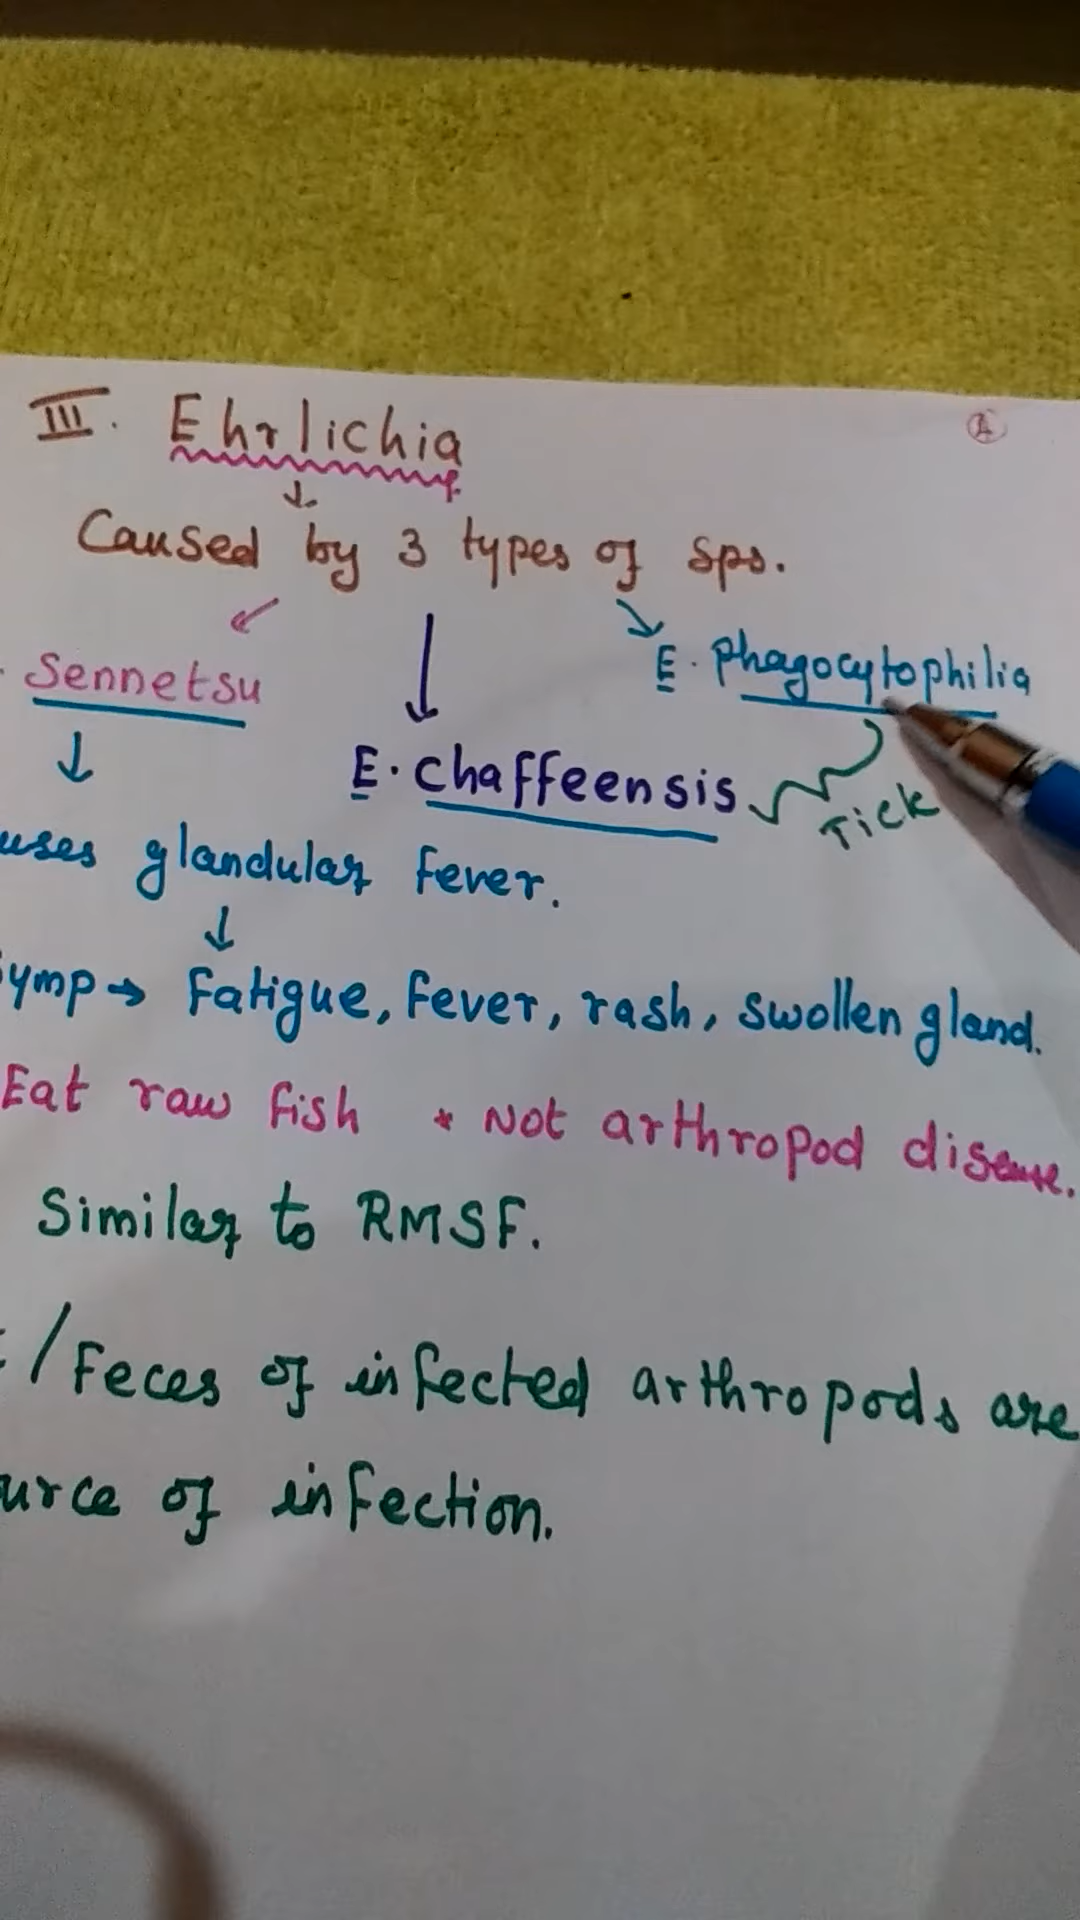 III. Ehrlichia
Caused by 3 types of sps.
Sennetsu
E. phagocytophilia
E. chaffeensis
Tick
uses glandular fever.
ymp → Fatigue, fever, rash, swollen gland.
Eat raw fish * Not arthropod disease.
Similar to RMSF.
/Feces of infected arthropods are
urce of infection.